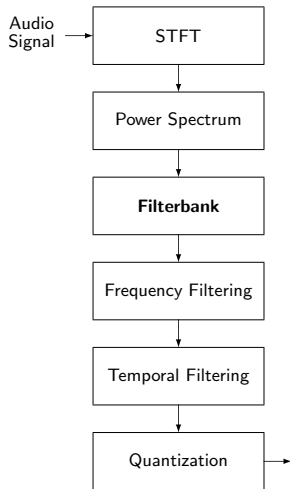 Audio
Signal
STFT
Power Spectrum
Filterbank
Frequency Filtering
Temporal Filtering
Quantization